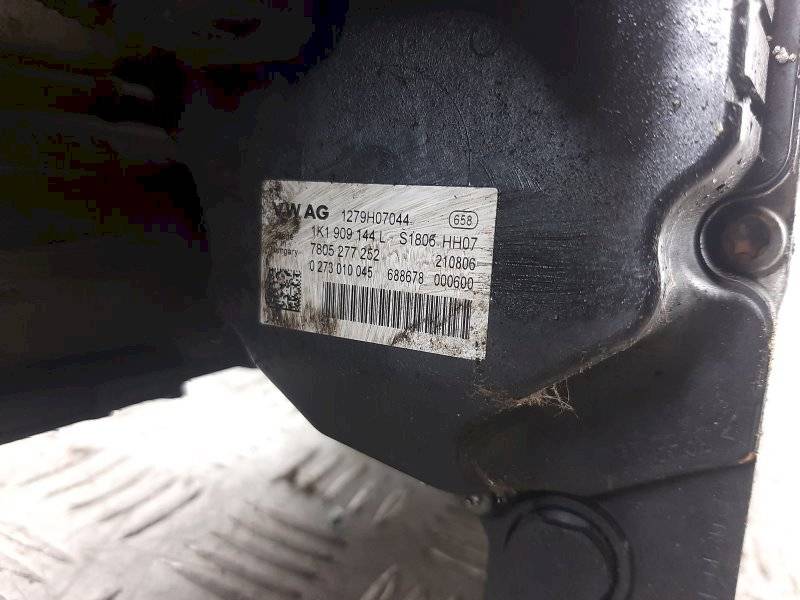 VW AG 1279H07044 658
1K1 909 144 L S1806 HH07
Hungary 7805 277 252 210806
0 273 010 045 688678 000600